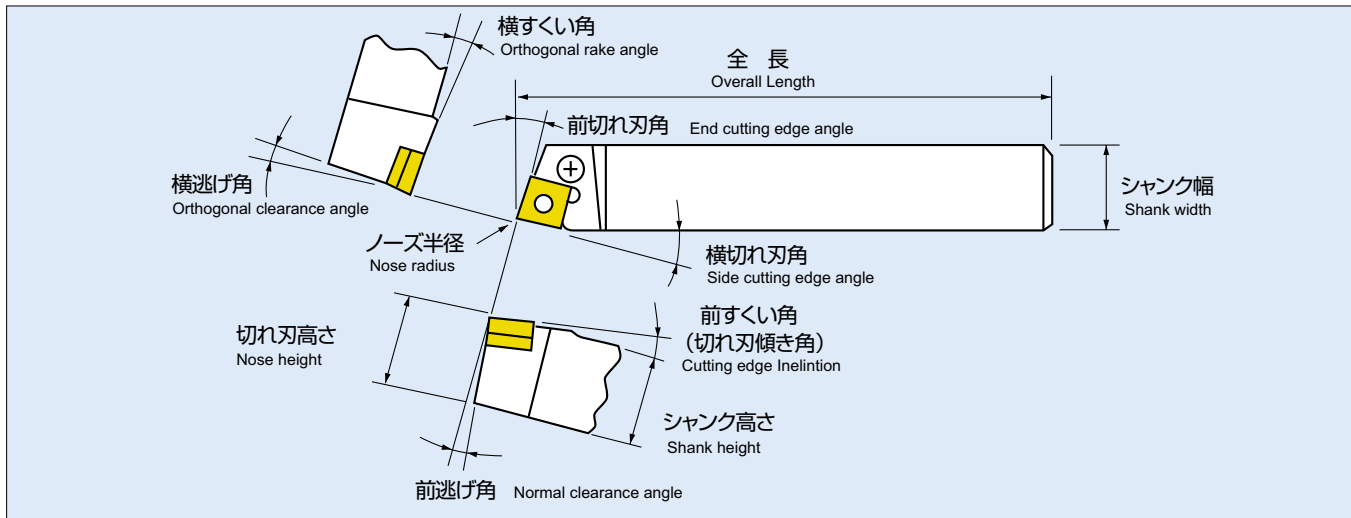 横すくい角
Orthogonal rake angle
全 長
Overall Length
前切れ刃角 End cutting edge angle
横逃げ角
Orthogonal clearance angle
シャンク幅
Shank width
ノーズ半径
Nose radius
横切れ刃角
Side cutting edge angle
切れ刃高さ
Nose height
前すくい角
(切れ刃傾き角)
Cutting edge Inelintion
シャンク高さ
Shank height
前逃げ角 Normal clearance angle